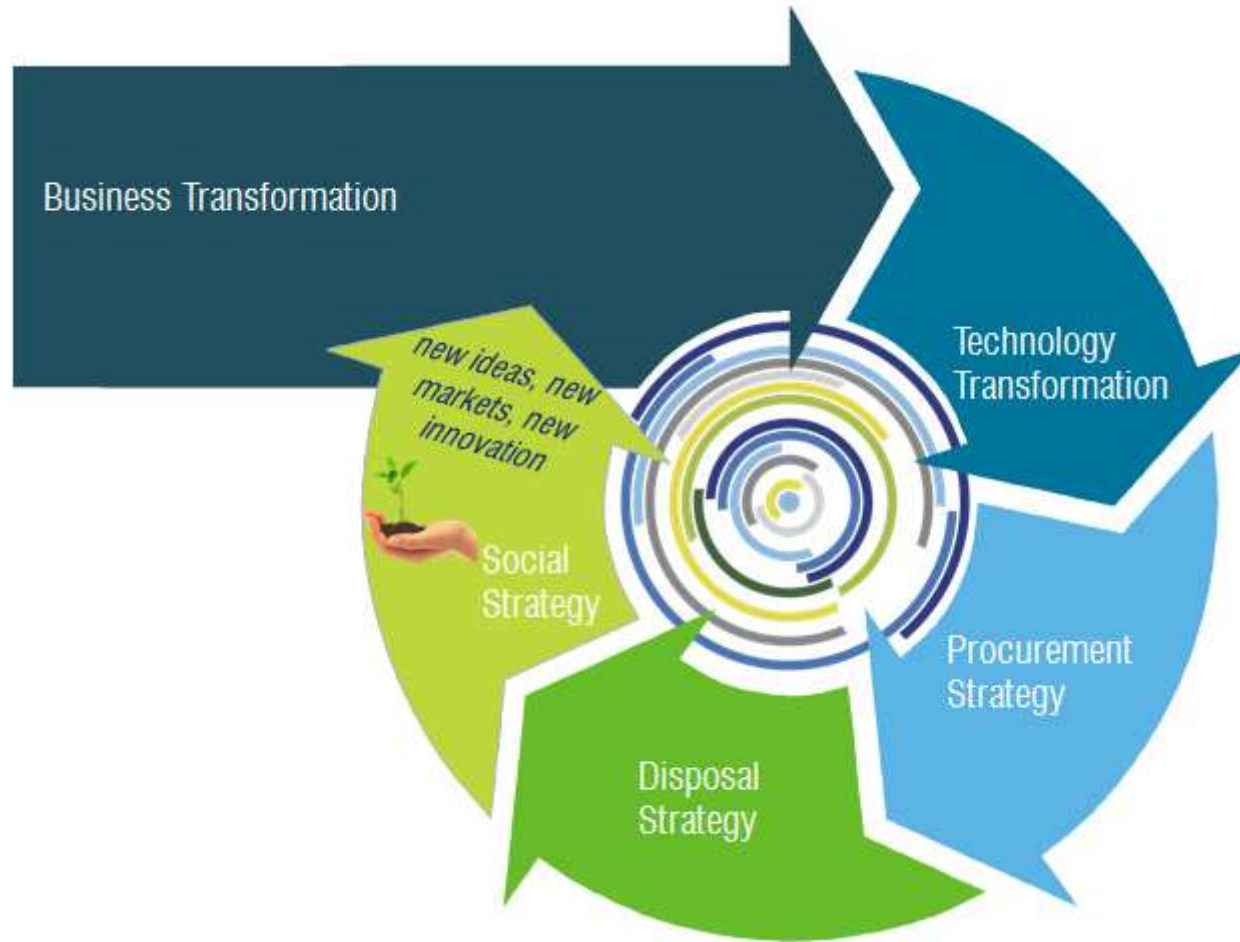 Business Transformation
Technology
Transformation
Procurement
Strategy
Disposal
Strategy
Social
Strategy
new ideas, new
markets, new
innovation